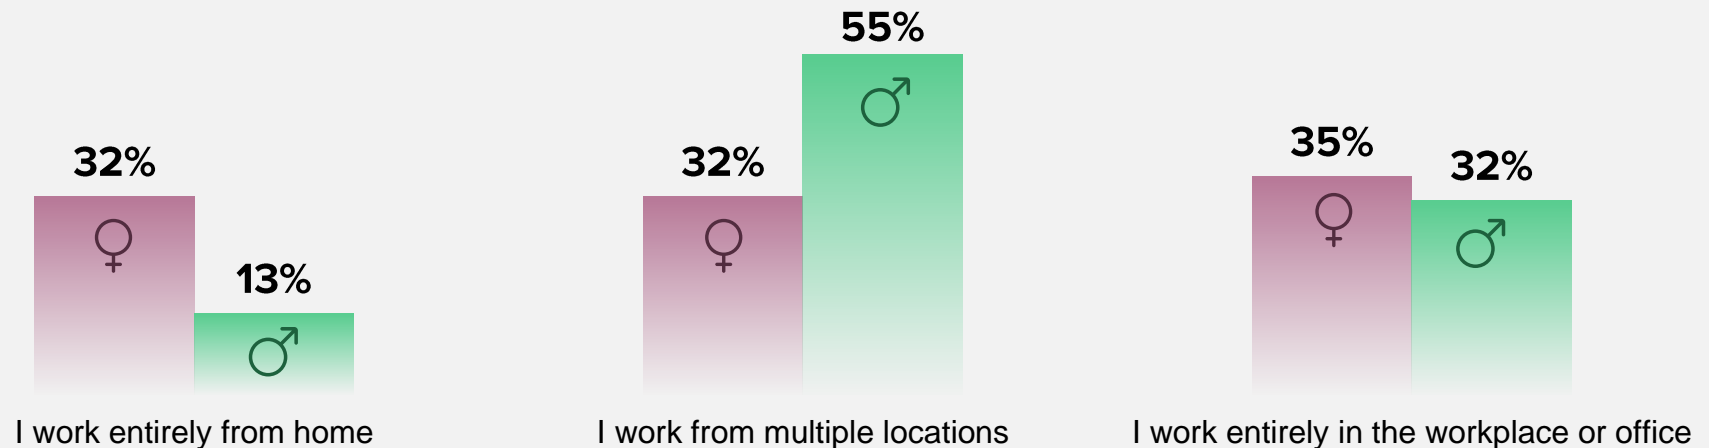 55%
32%
32%
35%
32%
13%
I work entirely from home
I work from multiple locations
I work entirely in the workplace or office